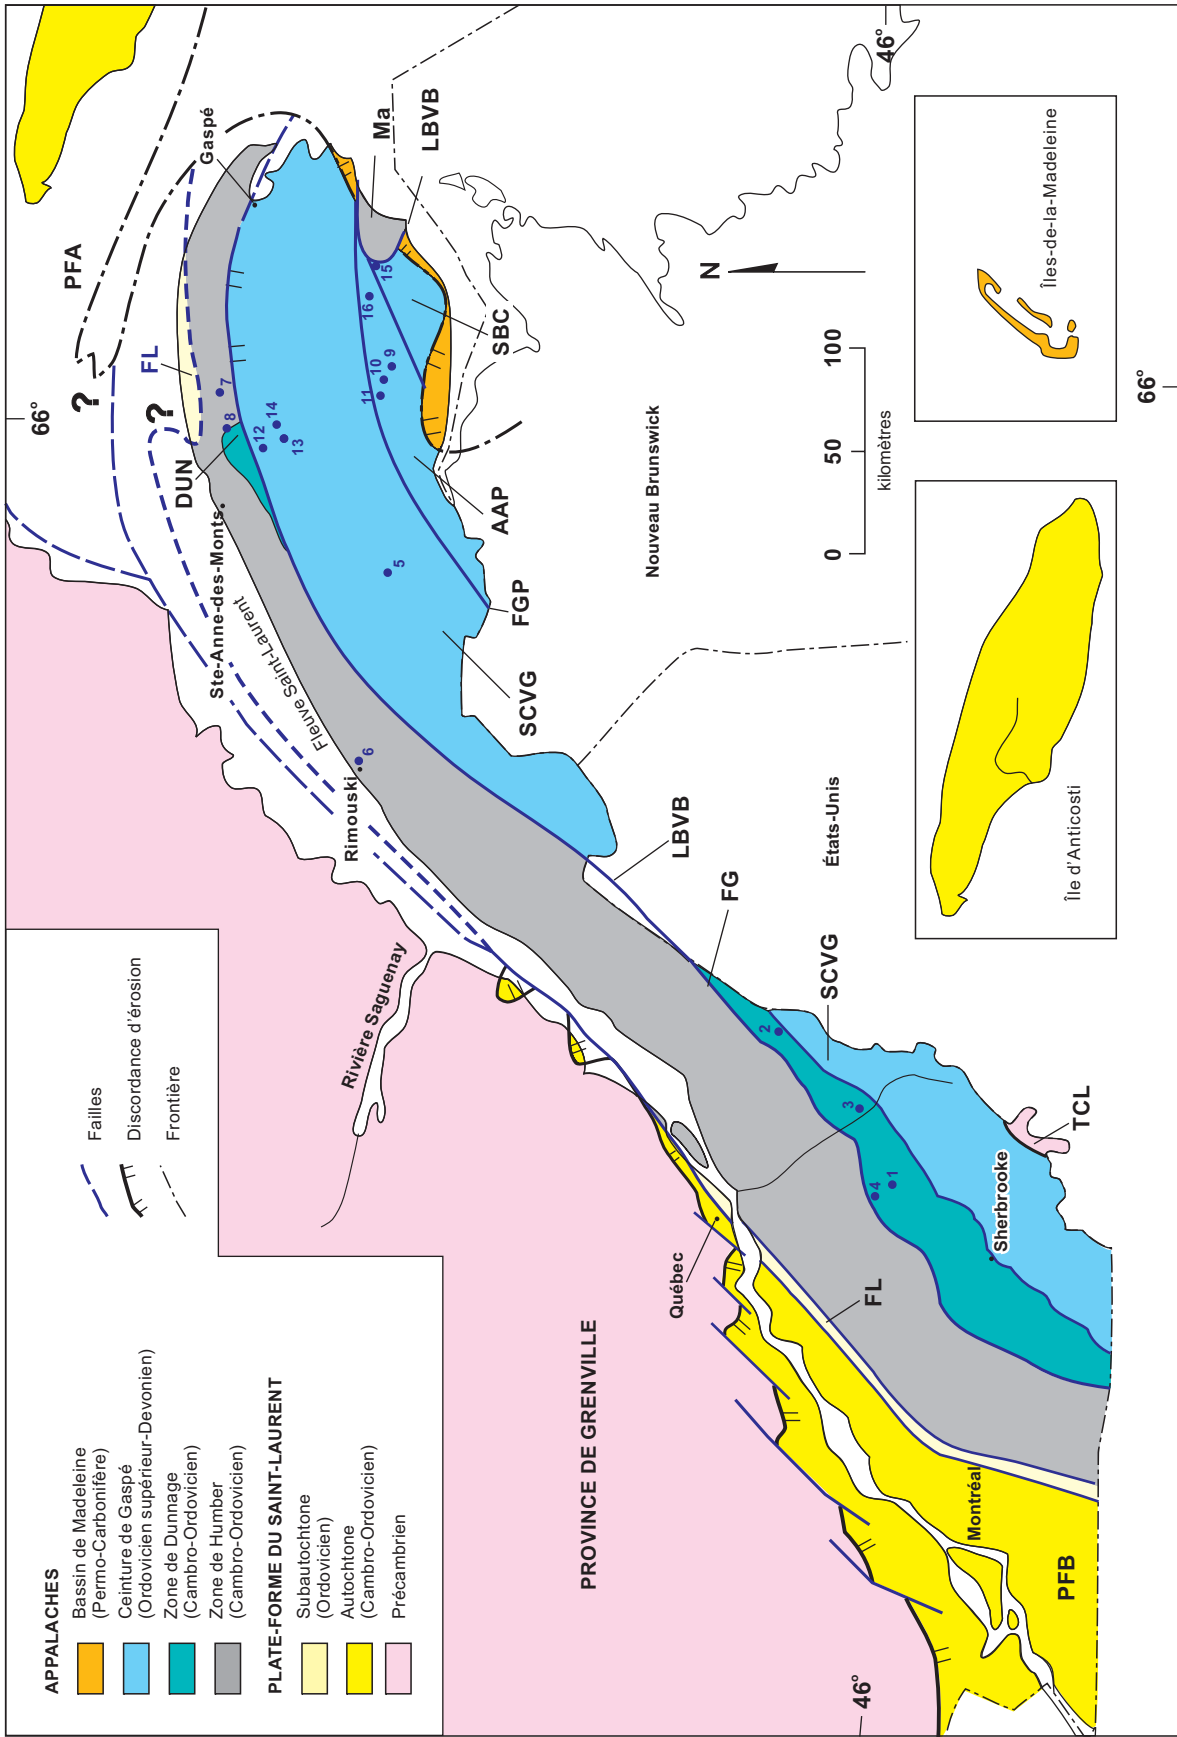 APPALACHES
Bassin de Madeleine
(Permo-Carbonifère)
Ceinture de Gaspé
(Ordovicien supérieur-Devonien)
Zone de Dunnage
(Cambro-Ordovicien)
Zone de Humber
(Cambro-Ordovicien)
PLATE-FORME DU SAINT-LAURENT
Subautochtone
(Ordovicien)
Autochtone
(Cambro-Ordovicien)
Précambrien
Failles
Discordance d'érosion
Frontière
66°
PFA
?
FL
?
Gaspé
Ma
LBVB
46°
DUN
Ste-Anne-des-Monts
Fleuve Saint-Laurent
7
8
12
14
13
11
10
9
16
15
5
6
SBC
AAP
FGP
SCVG
Rimouski
Rivière Saguenay
N
Nouveau Brunswick
0
50
100
kilomètres
Îles-de-la-Madeleine
66°
LBVB
États-Unis
FG
SCVG
Île d'Anticosti
2
3
4
1
TCL
Sherbrooke
Québec
FL
PROVINCE DE GRENVILLE
Montréal
PFB
46°